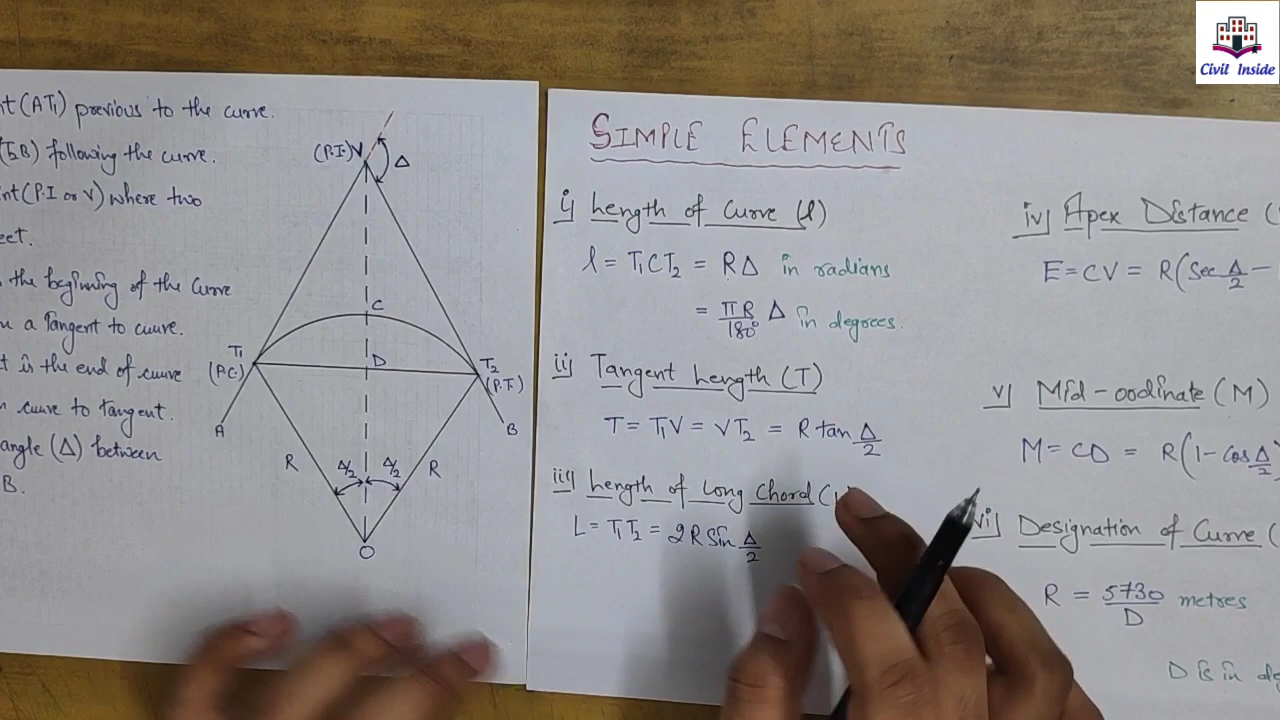 (AT₁) previous to the curve.
(T₂B) following the curve.
(P.I or V) where two
the beginning of the Curve
a Tangent to curve.
is the end of curve
curve to tangent.
angle (Δ) between
B.
(P.I) V
Δ
C
T₁
(P.C)
D
T₂
(P.T)
A
B
R
Δ/2
Δ/2
R
O
SIMPLE ELEMENTS
i) Length of Curve (l)
l = T₁CT₂ = RΔ in radians
= πR/180° Δ in degrees.
ii) Tangent Length (T)
T = T₁V = VT₂ = R tan Δ/2
iii) Length of Long Chord (
L = T₁T₂ = 2R Sin Δ/2
iv) Apex Distance (
E = CV = R(Sec Δ/2 -
v) Mid-oodinate (M)
M = CD = R(1 - Cos Δ/2
vi) Designation of Curve (
R = 5730/D metres
D is in
Civil Inside